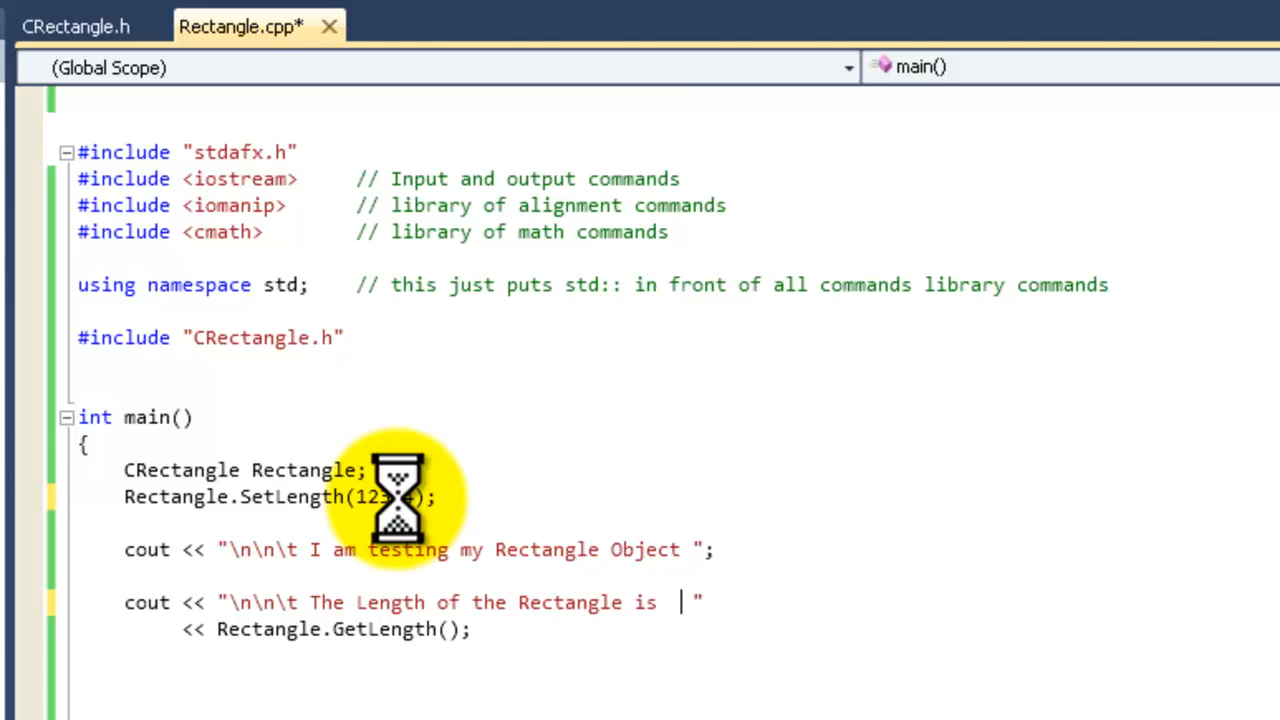 CRectangle.h Rectangle.cpp*
(Global Scope) main()
#include "stdafx.h"
#include <iostream> // Input and output commands
#include <iomanip> // library of alignment commands
#include <cmath> // library of math commands
using namespace std; // this just puts std:: in front of all commands library commands
#include "CRectangle.h"
int main()
{
CRectangle Rectangle;
Rectangle.SetLength( );
cout << "\n\n\t I am testing my Rectangle Object ";
cout << "\n\n\t The Length of the Rectangle is "
<< Rectangle.GetLength();